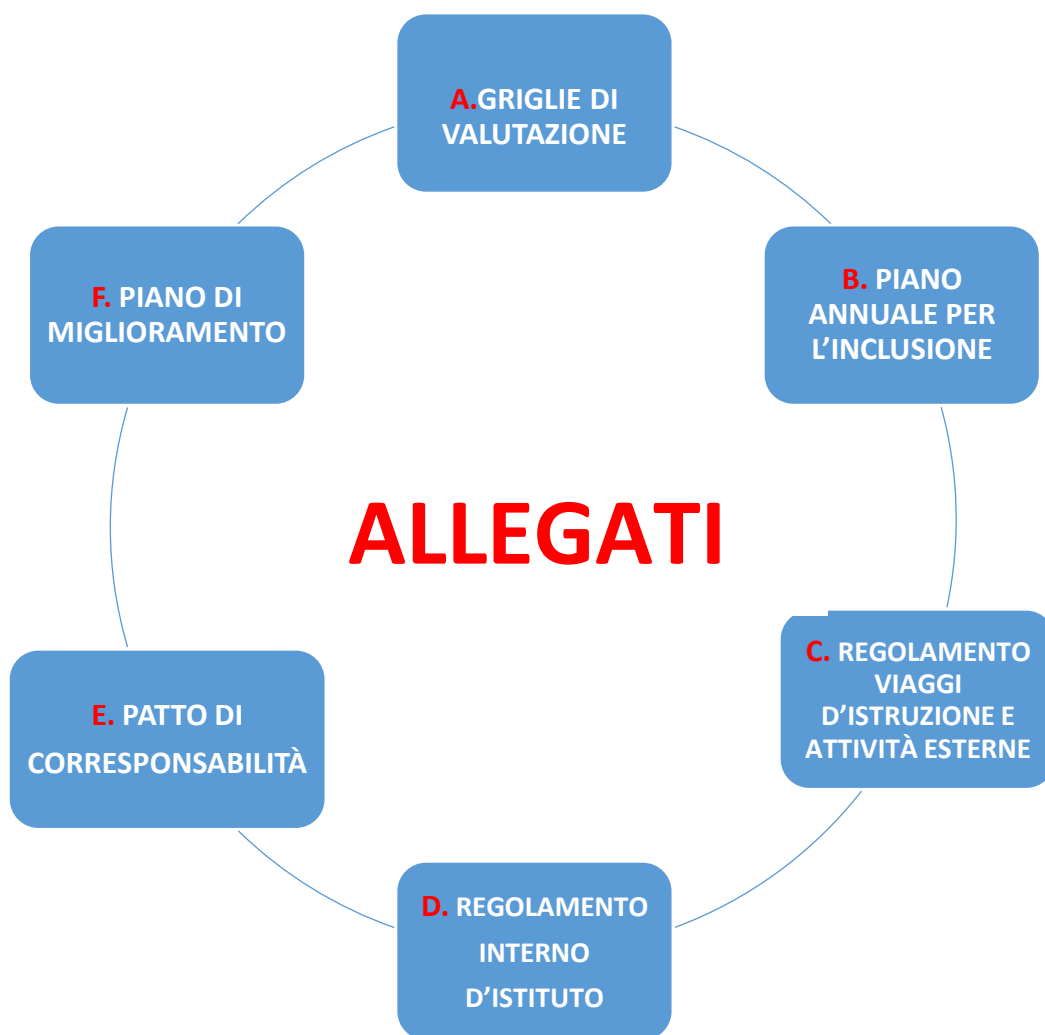 A.GRIGLIE DI
VALUTAZIONE
B. PIANO
ANNUALE PER
L’INCLUSIONE
F. PIANO DI
MIGLIORAMENTO
ALLEGATI
C. REGOLAMENTO
VIAGGI
D’ISTRUZIONE E
ATTIVITÀ ESTERNE
E. PATTO DI
CORRESPONSABILITÀ
D. REGOLAMENTO
INTERNO
D’ISTITUTO